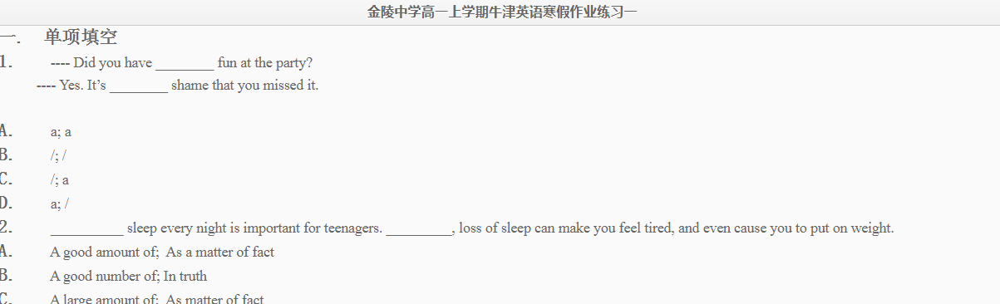 金陵中学高一上学期牛津英语寒假作业练习一
一. 单项填空
1. ---- Did you have ________ fun at the party?
---- Yes. It’s ________ shame that you missed it.
A. a; a
B. /; /
C. /; a
D. a; /
2. __________ sleep every night is important for teenagers. _________, loss of sleep can make you feel tired, and even cause you to put on weight.
A. A good amount of;  As a matter of fact
B. A good number of; In truth
C. A large amount of;  As matter of fact